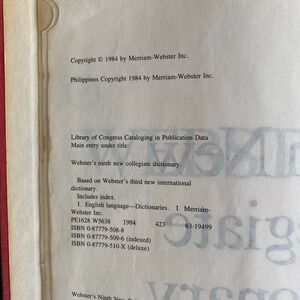 Copyright © 1984 by Merriam-Webster Inc.
Philippines Copyright 1984 by Merriam-Webster Inc.
Library of Congress Cataloging in Publication Data
Main entry under title:
Webster's ninth new collegiate dictionary.
Based on Webster's third new international
dictionary.
Includes index.
1. English language—Dictionaries. I. Merriam-
Webster Inc.
PE1628.W5638 1984 423 83-19499
ISBN 0-87779-508-8
ISBN 0-87779-509-6 (indexed)
ISBN 0-87779-510-X (deluxe)
Webster's Ninth New